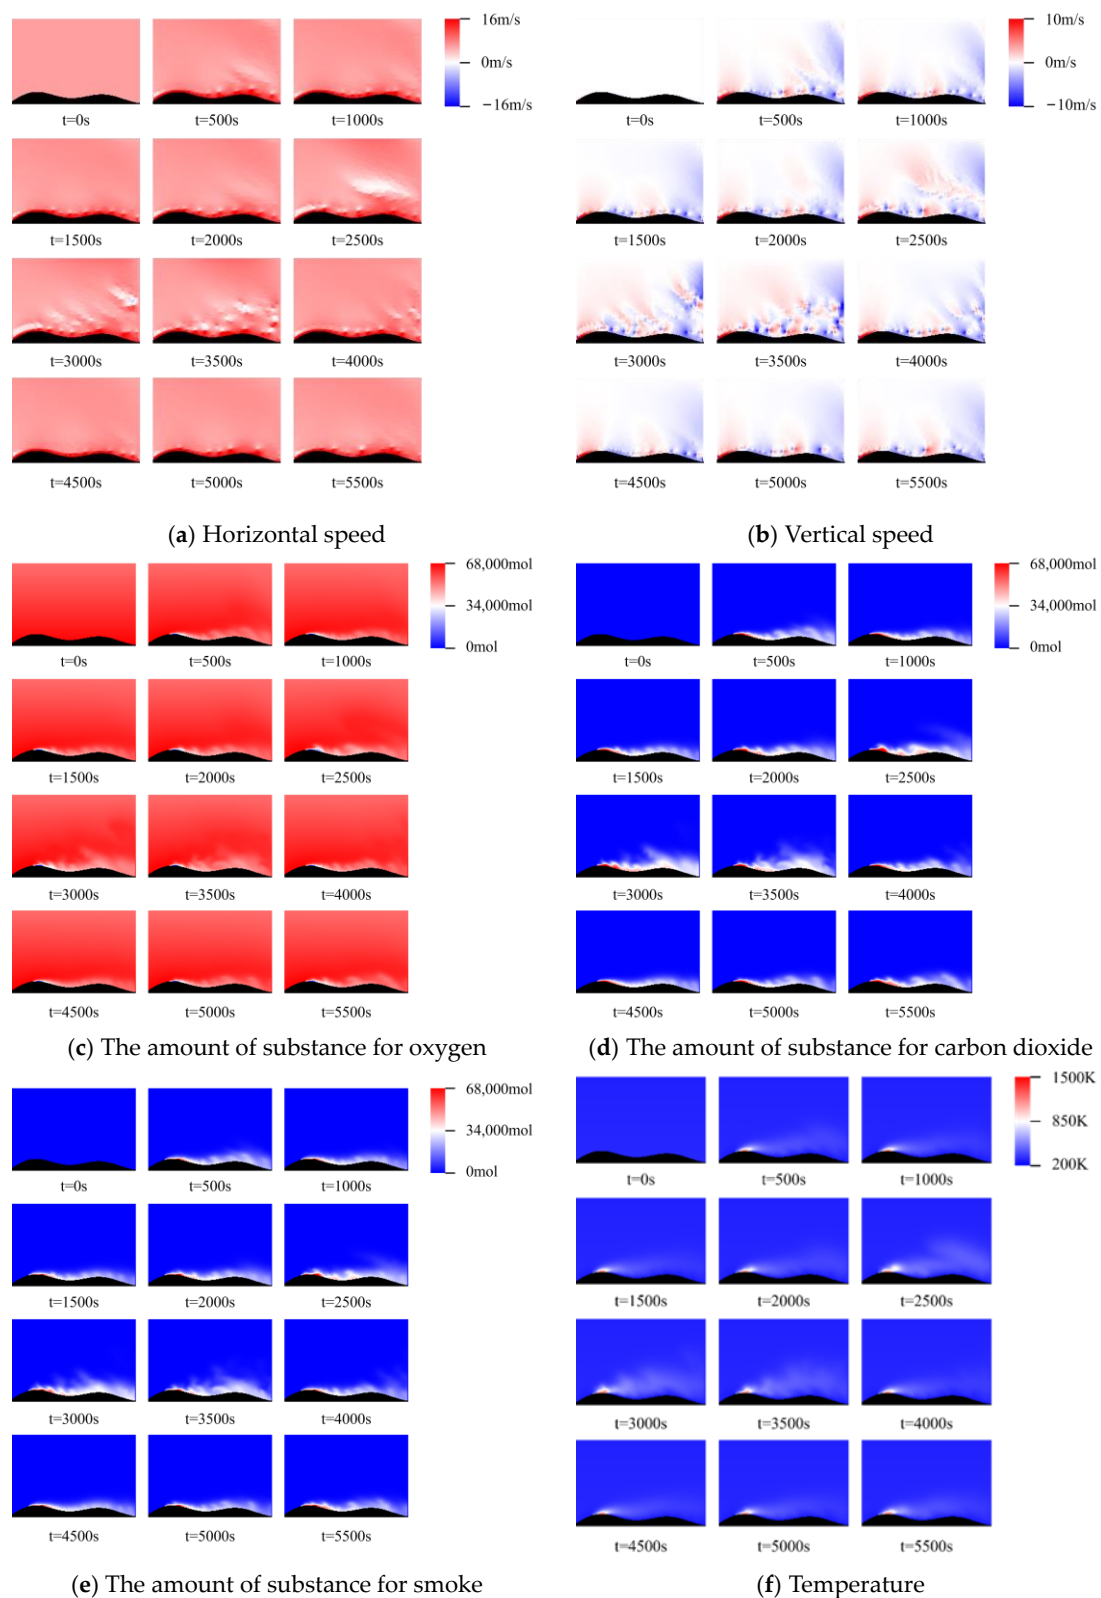 16m/s
0m/s
−16m/s
t=0s t=500s t=1000s
t=1500s t=2000s t=2500s
t=3000s t=3500s t=4000s
t=4500s t=5000s t=5500s
(a) Horizontal speed
10m/s
0m/s
−10m/s
t=0s t=500s t=1000s
t=1500s t=2000s t=2500s
t=3000s t=3500s t=4000s
t=4500s t=5000s t=5500s
(b) Vertical speed
68,000mol
34,000mol
0mol
t=0s t=500s t=1000s
t=1500s t=2000s t=2500s
t=3000s t=3500s t=4000s
t=4500s t=5000s t=5500s
(c) The amount of substance for oxygen
68,000mol
34,000mol
0mol
t=0s t=500s t=1000s
t=1500s t=2000s t=2500s
t=3000s t=3500s t=4000s
t=4500s t=5000s t=5500s
(d) The amount of substance for carbon dioxide
68,000mol
34,000mol
0mol
t=0s t=500s t=1000s
t=1500s t=2000s t=2500s
t=3000s t=3500s t=4000s
t=4500s t=5000s t=5500s
(e) The amount of substance for smoke
1500K
850K
200K
t=0s t=500s t=1000s
t=1500s t=2000s t=2500s
t=3000s t=3500s t=4000s
t=4500s t=5000s t=5500s
(f) Temperature